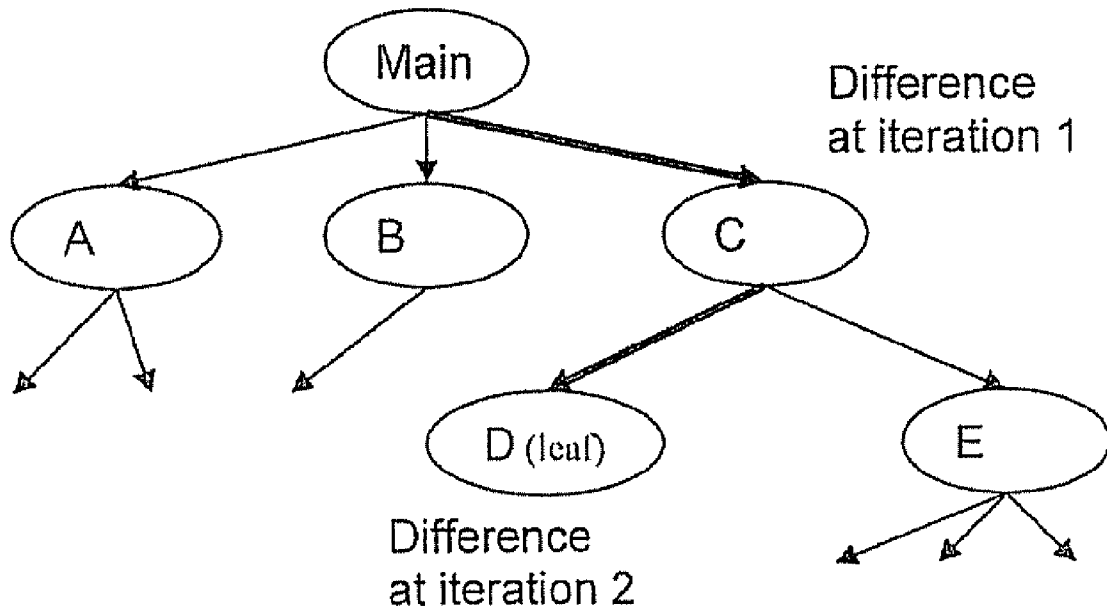 Main
Difference
at iteration 1
A
B
C
D (leaf)
E
Difference
at iteration 2